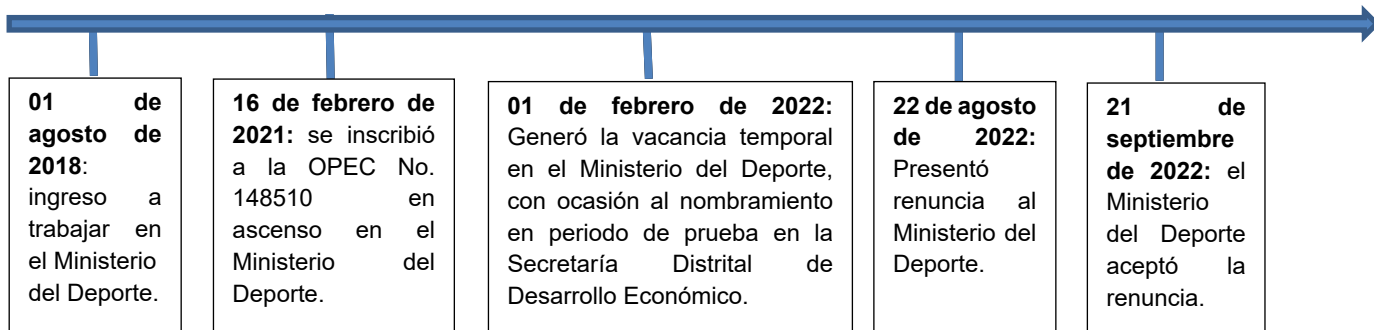 01 de
agosto de
2018:
ingreso a
trabajar en
el Ministerio
del Deporte.
16 de febrero de
2021: se inscribió
a la OPEC No.
148510 en
ascenso en el
Ministerio del
Deporte.
01 de febrero de 2022:
Generó la vacancia temporal
en el Ministerio del Deporte,
con ocasión al nombramiento
en periodo de prueba en la
Secretaría Distrital de
Desarrollo Económico.
22 de agosto
de 2022:
Presentó
renuncia al
Ministerio del
Deporte.
21 de
septiembre
de 2022: el
Ministerio
del Deporte
aceptó la
renuncia.